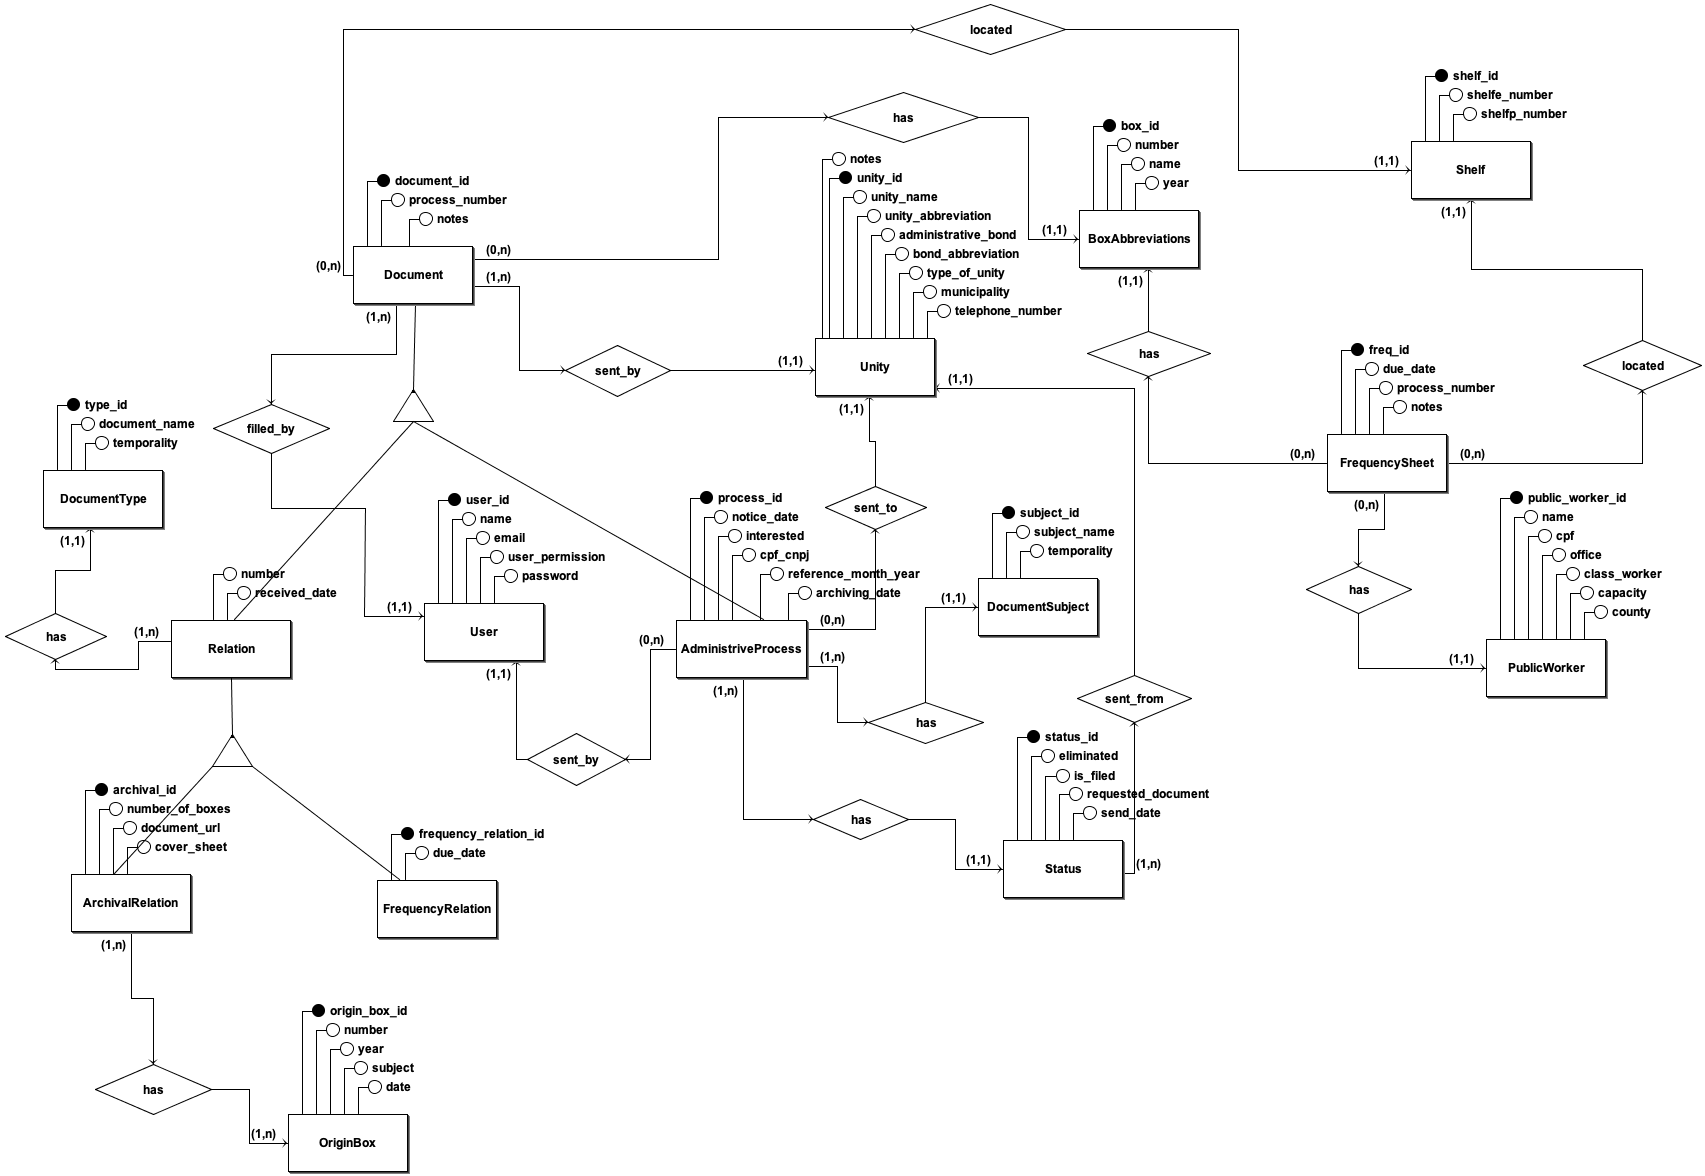 located
shelf_id
shelfe_number
shelfp_number
(1,1)
Shelf
(1,1)
has
box_id
number
name
year
(1,1)
BoxAbbreviations
(1,1)
document_id
process_number
notes
(0,n)
(0,n)
Document
(1,n)
(1,n)
notes
unity_id
unity_name
unity_abbreviation
administrative_bond
bond_abbreviation
type_of_unity
municipality
telephone_number
sent_by
(1,1)
Unity
(1,1)
(1,1)
has
located
freq_id
due_date
process_number
notes
(0,n)
FrequencySheet
(0,n)
(0,n)
filled_by
type_id
document_name
temporality
DocumentType
(1,1)
user_id
name
email
user_permission
password
(1,1)
User
(1,1)
process_id
notice_date
interested
cpf_cnpj
reference_month_year
archiving_date
(0,n)
AdministriveProcess
(0,n)
(1,n)
(1,n)
sent_to
subject_id
subject_name
temporality
(1,1)
DocumentSubject
public_worker_id
name
cpf
office
class_worker
capacity
county
has
(1,1)
PublicWorker
number
received_date
has
(1,n)
Relation
sent_from
has
sent_by
status_id
eliminated
is_filed
requested_document
send_date
has
(1,1)
Status
(1,n)
archival_id
number_of_boxes
document_url
cover_sheet
ArchivalRelation
(1,n)
frequency_relation_id
due_date
FrequencyRelation
origin_box_id
number
year
subject
date
has
(1,n)
OriginBox